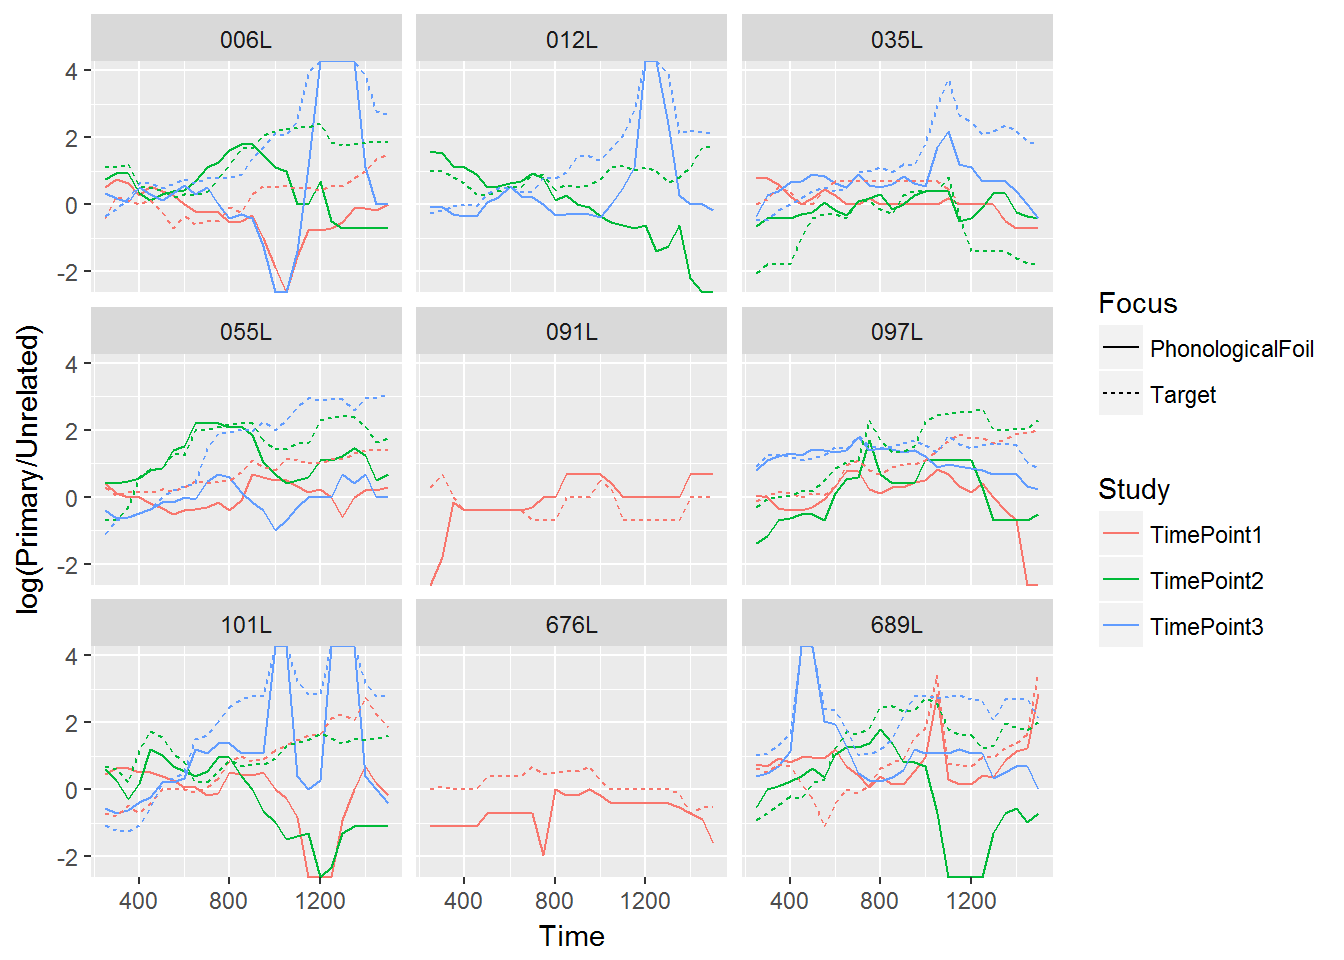 006L 012L 035L
4
2
0
-2
055L 091L 097L
4
2
0
-2
101L 676L 689L
4
2
0
-2
400 800 1200 400 800 1200 400 800 1200
Time
log(Primary/Unrelated)
Focus
PhonologicalFoil
Target
Study
TimePoint1
TimePoint2
TimePoint3